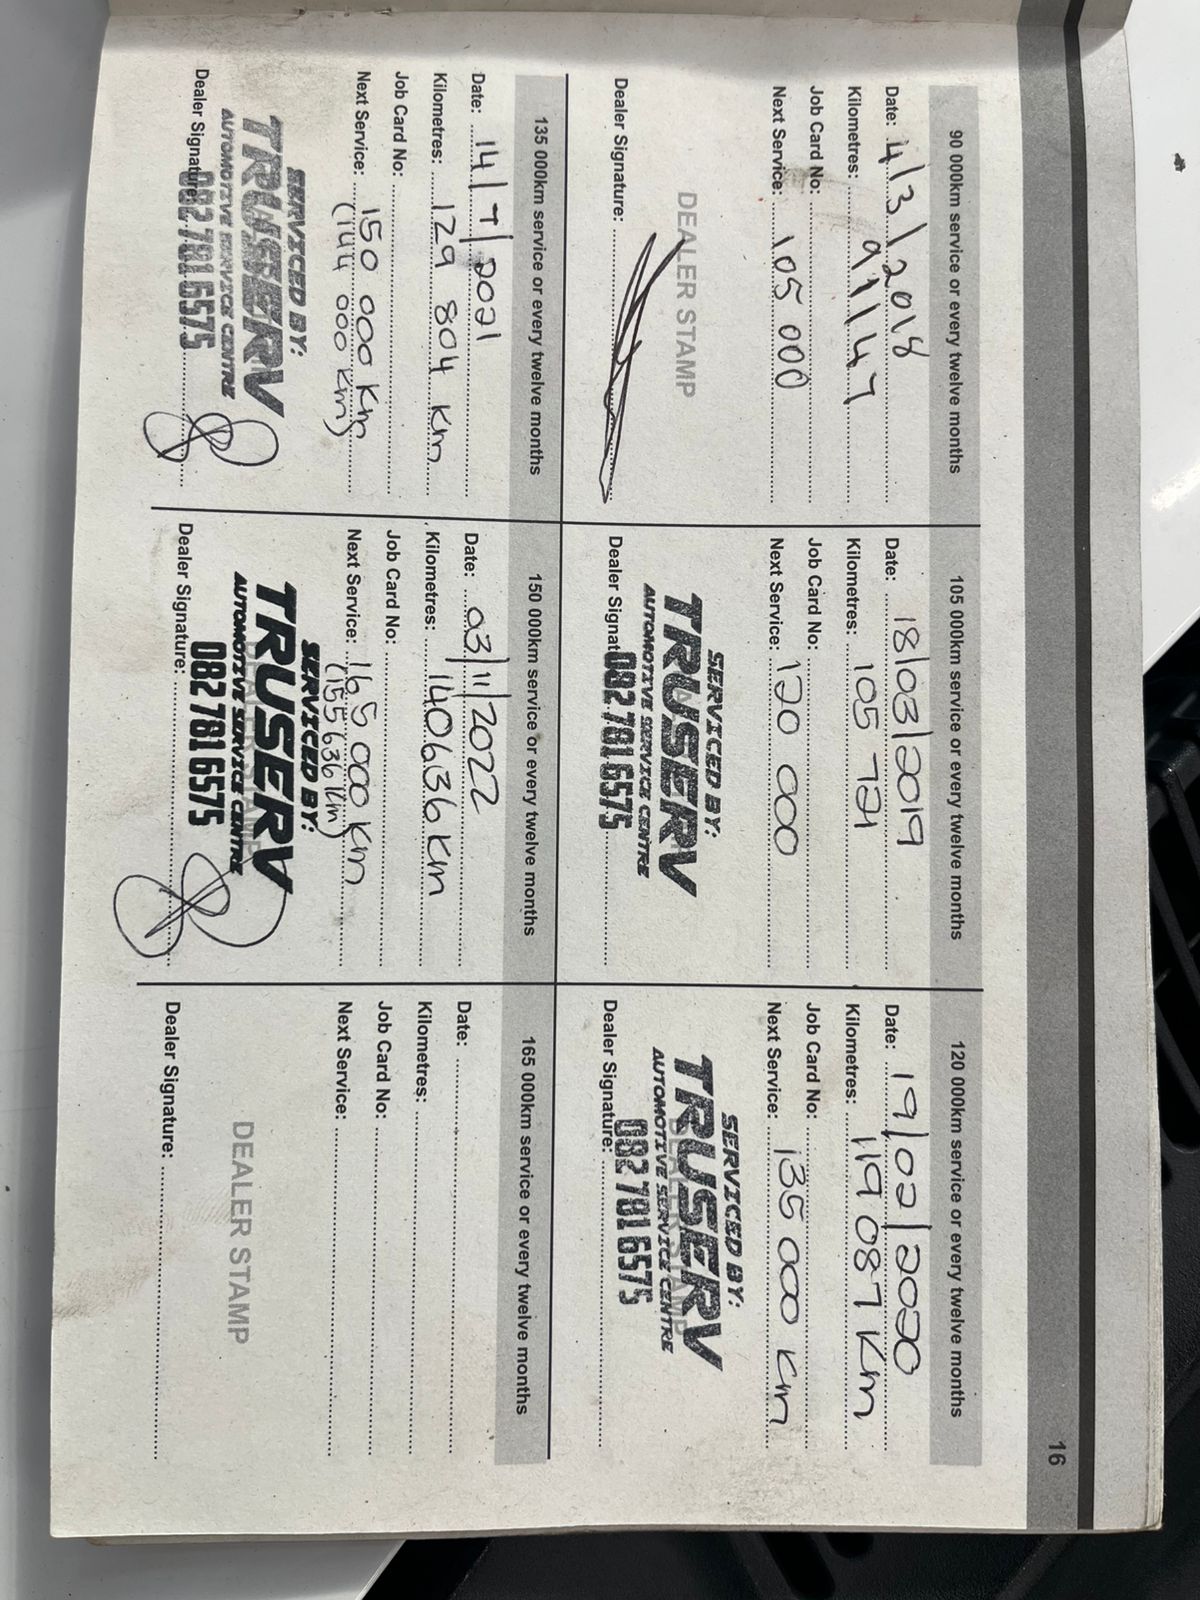 16
90 000km service or every twelve months
Date: 4/3/2018
Kilometres: 91147
Job Card No:
Next Service: 105 000
DEALER STAMP
Dealer Signature:
105 000km service or every twelve months
Date: 18/03/2019
Kilometres: 105 721
Job Card No:
Next Service: 120 000
SERVICED BY:
TRUSERV
AUTOMOTIVE SERVICE CENTRE
082 781 6575
Dealer Signat
120 000km service or every twelve months
Date: 19/02/2020
Kilometres: 119 087 Km
Job Card No:
Next Service: 135 000 Km
SERVICED BY:
TRUSERV
AUTOMOTIVE SERVICE CENTRE
082 781 6575
Dealer Signature:
135 000km service or every twelve months
Date: 14/7/2021
Kilometres: 129 804 Km
Job Card No:
Next Service: 150 000 Km
(144 000 Km)
SERVICED BY:
TRUSERV
AUTOMOTIVE SERVICE CENTRE
082 781 6575
Dealer Signature:
150 000km service or every twelve months
Date: 03/11/2022
Kilometres: 140636 Km
Job Card No:
Next Service: 165 000 Km
(155 636 Km)
SERVICED BY:
TRUSERV
AUTOMOTIVE SERVICE CENTRE
082 781 6575
Dealer Signature:
165 000km service or every twelve months
Date:
Kilometres:
Job Card No:
Next Service:
DEALER STAMP
Dealer Signature: